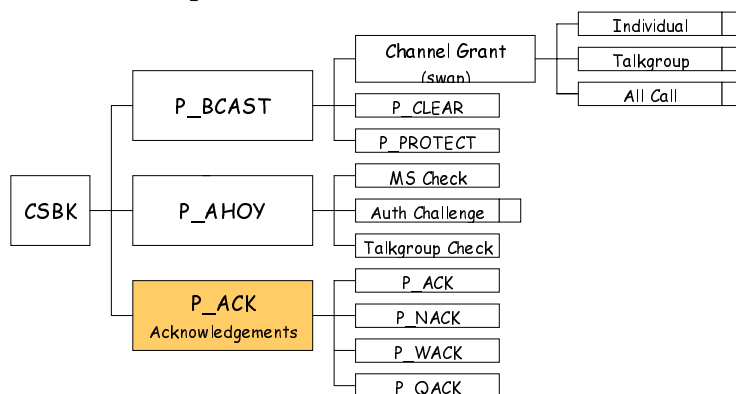 Individual
Channel Grant
(swap)
Talkgroup
All Call
P_BCAST
P_CLEAR
P_PROTECT
MS Check
CSBK
P_AHOY
Auth Challenge
Talkgroup Check
P_ACK
Acknowledgements
P_ACK
P_NACK
P_WACK
P_QACK